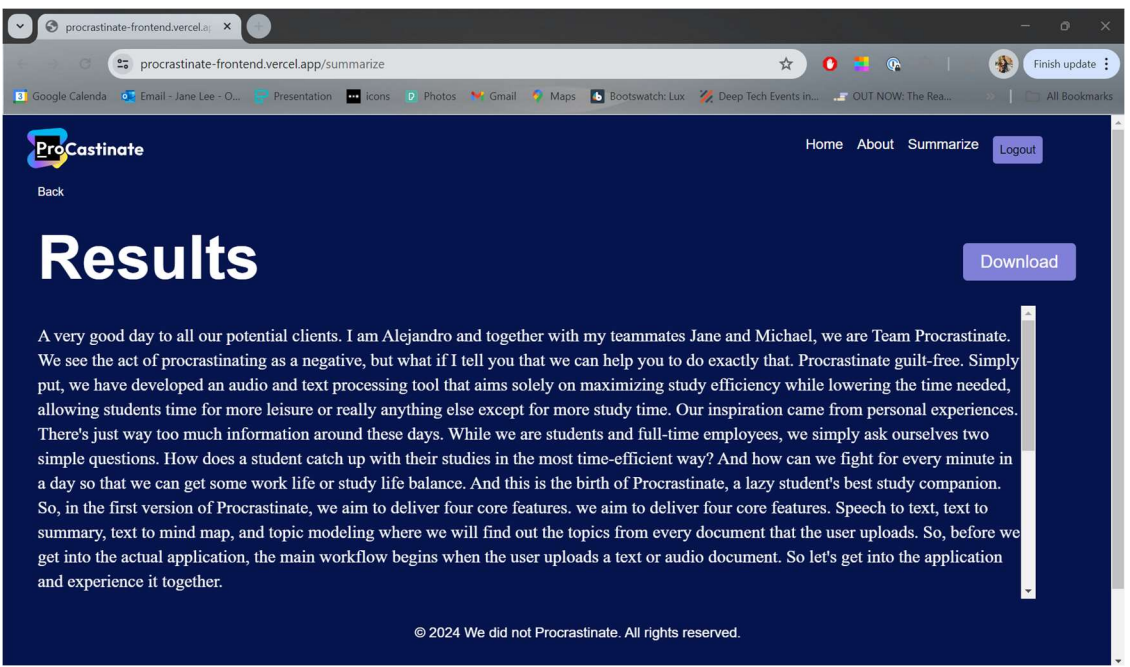 procrastinate-frontend.vercel.a
procrastinate-frontend.vercel.app/summarize
Finish update
Google Calenda
Email - Jane Lee - O...
Presentation
icons
Photos
Gmail
Maps
Bootswatch: Lux
Deep Tech Events in...
OUT NOW: The Rea...
All Bookmarks
ProCastinate
Home About Summarize Logout
Back
Results
Download
A very good day to all our potential clients. I am Alejandro and together with my teammates Jane and Michael, we are Team Procrastinate.
We see the act of procrastinating as a negative, but what if I tell you that we can help you to do exactly that. Procrastinate guilt-free. Simply
put, we have developed an audio and text processing tool that aims solely on maximizing study efficiency while lowering the time needed,
allowing students time for more leisure or really anything else except for more study time. Our inspiration came from personal experiences.
There's just way too much information around these days. While we are students and full-time employees, we simply ask ourselves two
simple questions. How does a student catch up with their studies in the most time-efficient way? And how can we fight for every minute in
a day so that we can get some work life or study life balance. And this is the birth of Procrastinate, a lazy student's best study companion.
So, in the first version of Procrastinate, we aim to deliver four core features. we aim to deliver four core features. Speech to text, text to
summary, text to mind map, and topic modeling where we will find out the topics from every document that the user uploads. So, before we
get into the actual application, the main workflow begins when the user uploads a text or audio document. So let's get into the application
and experience it together.
© 2024 We did not Procrastinate. All rights reserved.